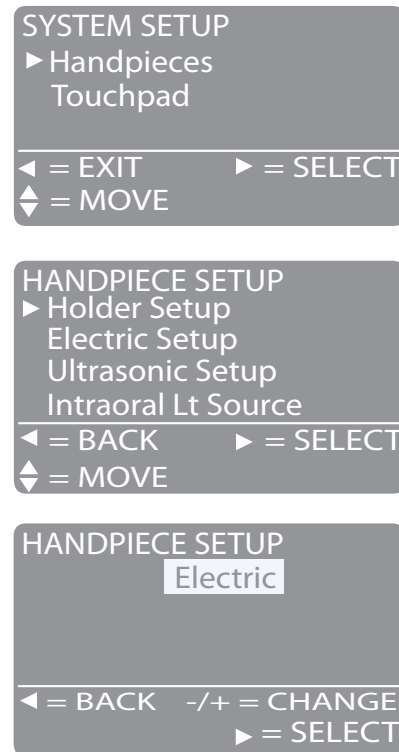 SYSTEM SETUP
▶ Handpieces
Touchpad
◀ = EXIT ▶ = SELECT
▲▼ = MOVE
HANDPIECE SETUP
▶ Holder Setup
Electric Setup
Ultrasonic Setup
Intraoral Lt Source
◀ = BACK ▶ = SELECT
▲▼ = MOVE
HANDPIECE SETUP
Electric
◀ = BACK -/+ = CHANGE
▶ = SELECT